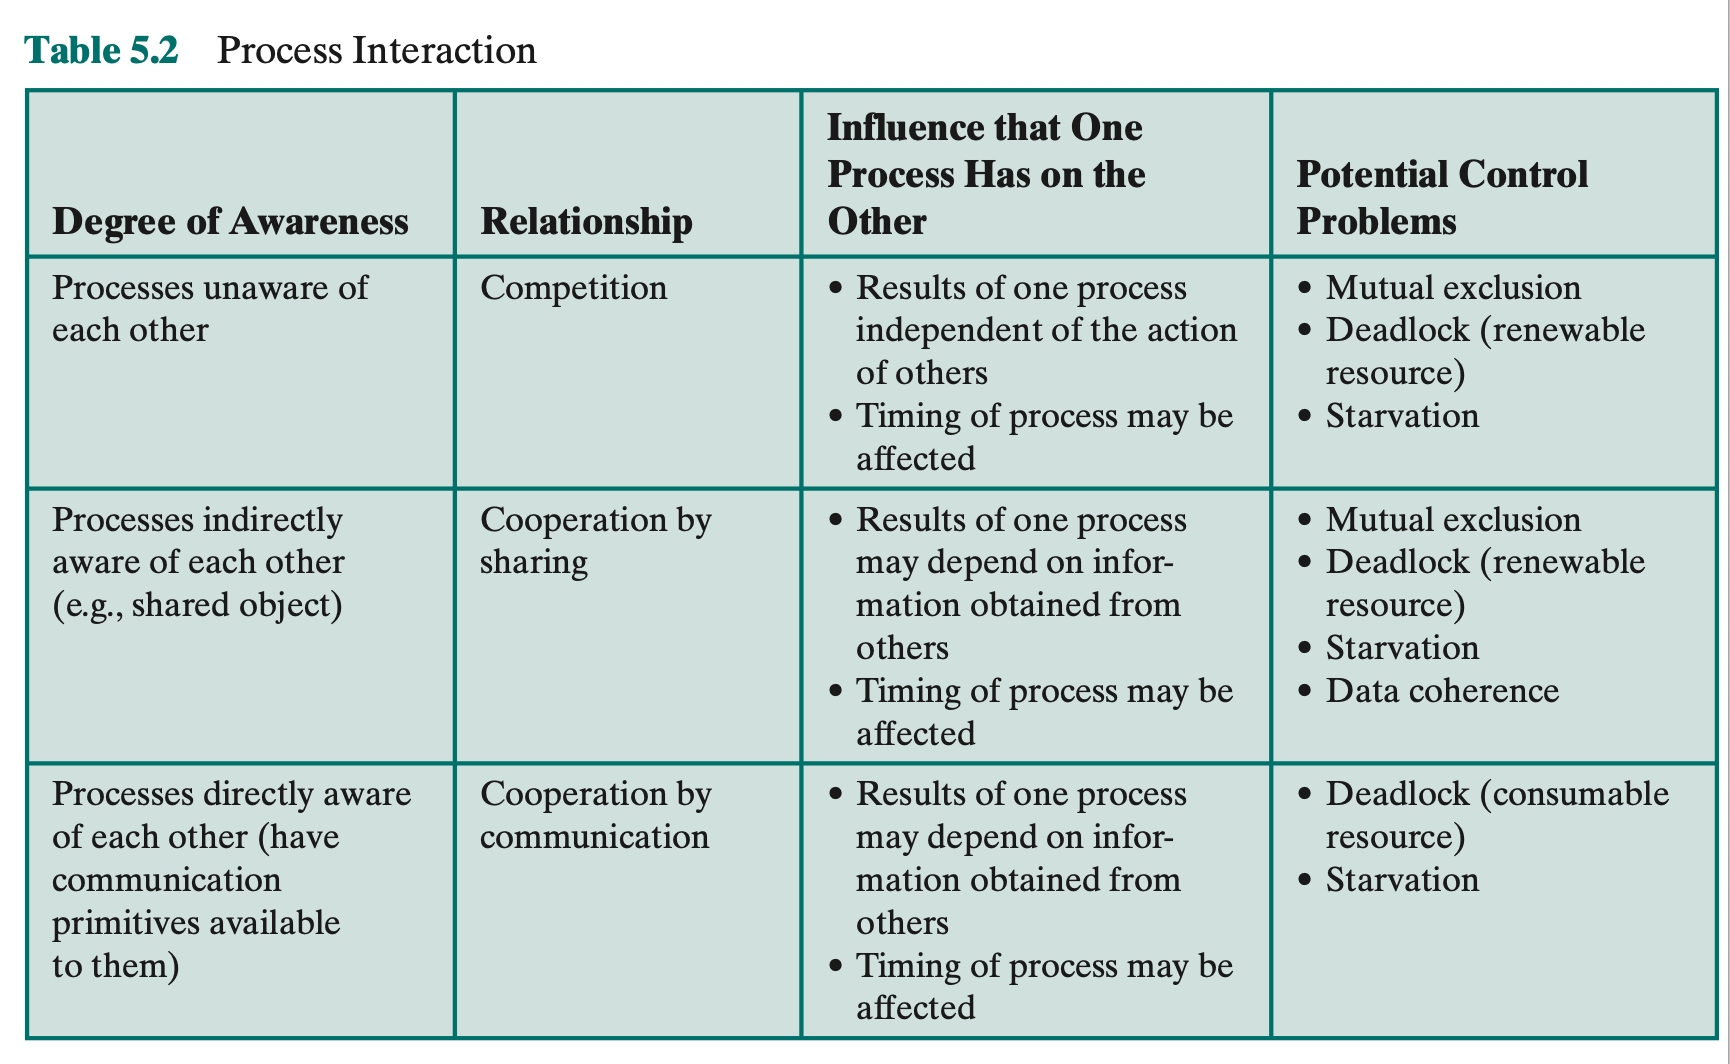 Table 5.2 Process Interaction
Degree of Awareness
Relationship
Influence that One
Process Has on the
Other
Potential Control
Problems
Processes unaware of
each other
Competition
• Results of one process
independent of the action
of others
• Timing of process may be
affected
• Mutual exclusion
• Deadlock (renewable
resource)
• Starvation
Processes indirectly
aware of each other
(e.g., shared object)
Cooperation by
sharing
• Results of one process
may depend on infor-
mation obtained from
others
• Timing of process may be
affected
• Mutual exclusion
• Deadlock (renewable
resource)
• Starvation
• Data coherence
Processes directly aware
of each other (have
communication
primitives available
to them)
Cooperation by
communication
• Results of one process
may depend on infor-
mation obtained from
others
• Timing of process may be
affected
• Deadlock (consumable
resource)
• Starvation